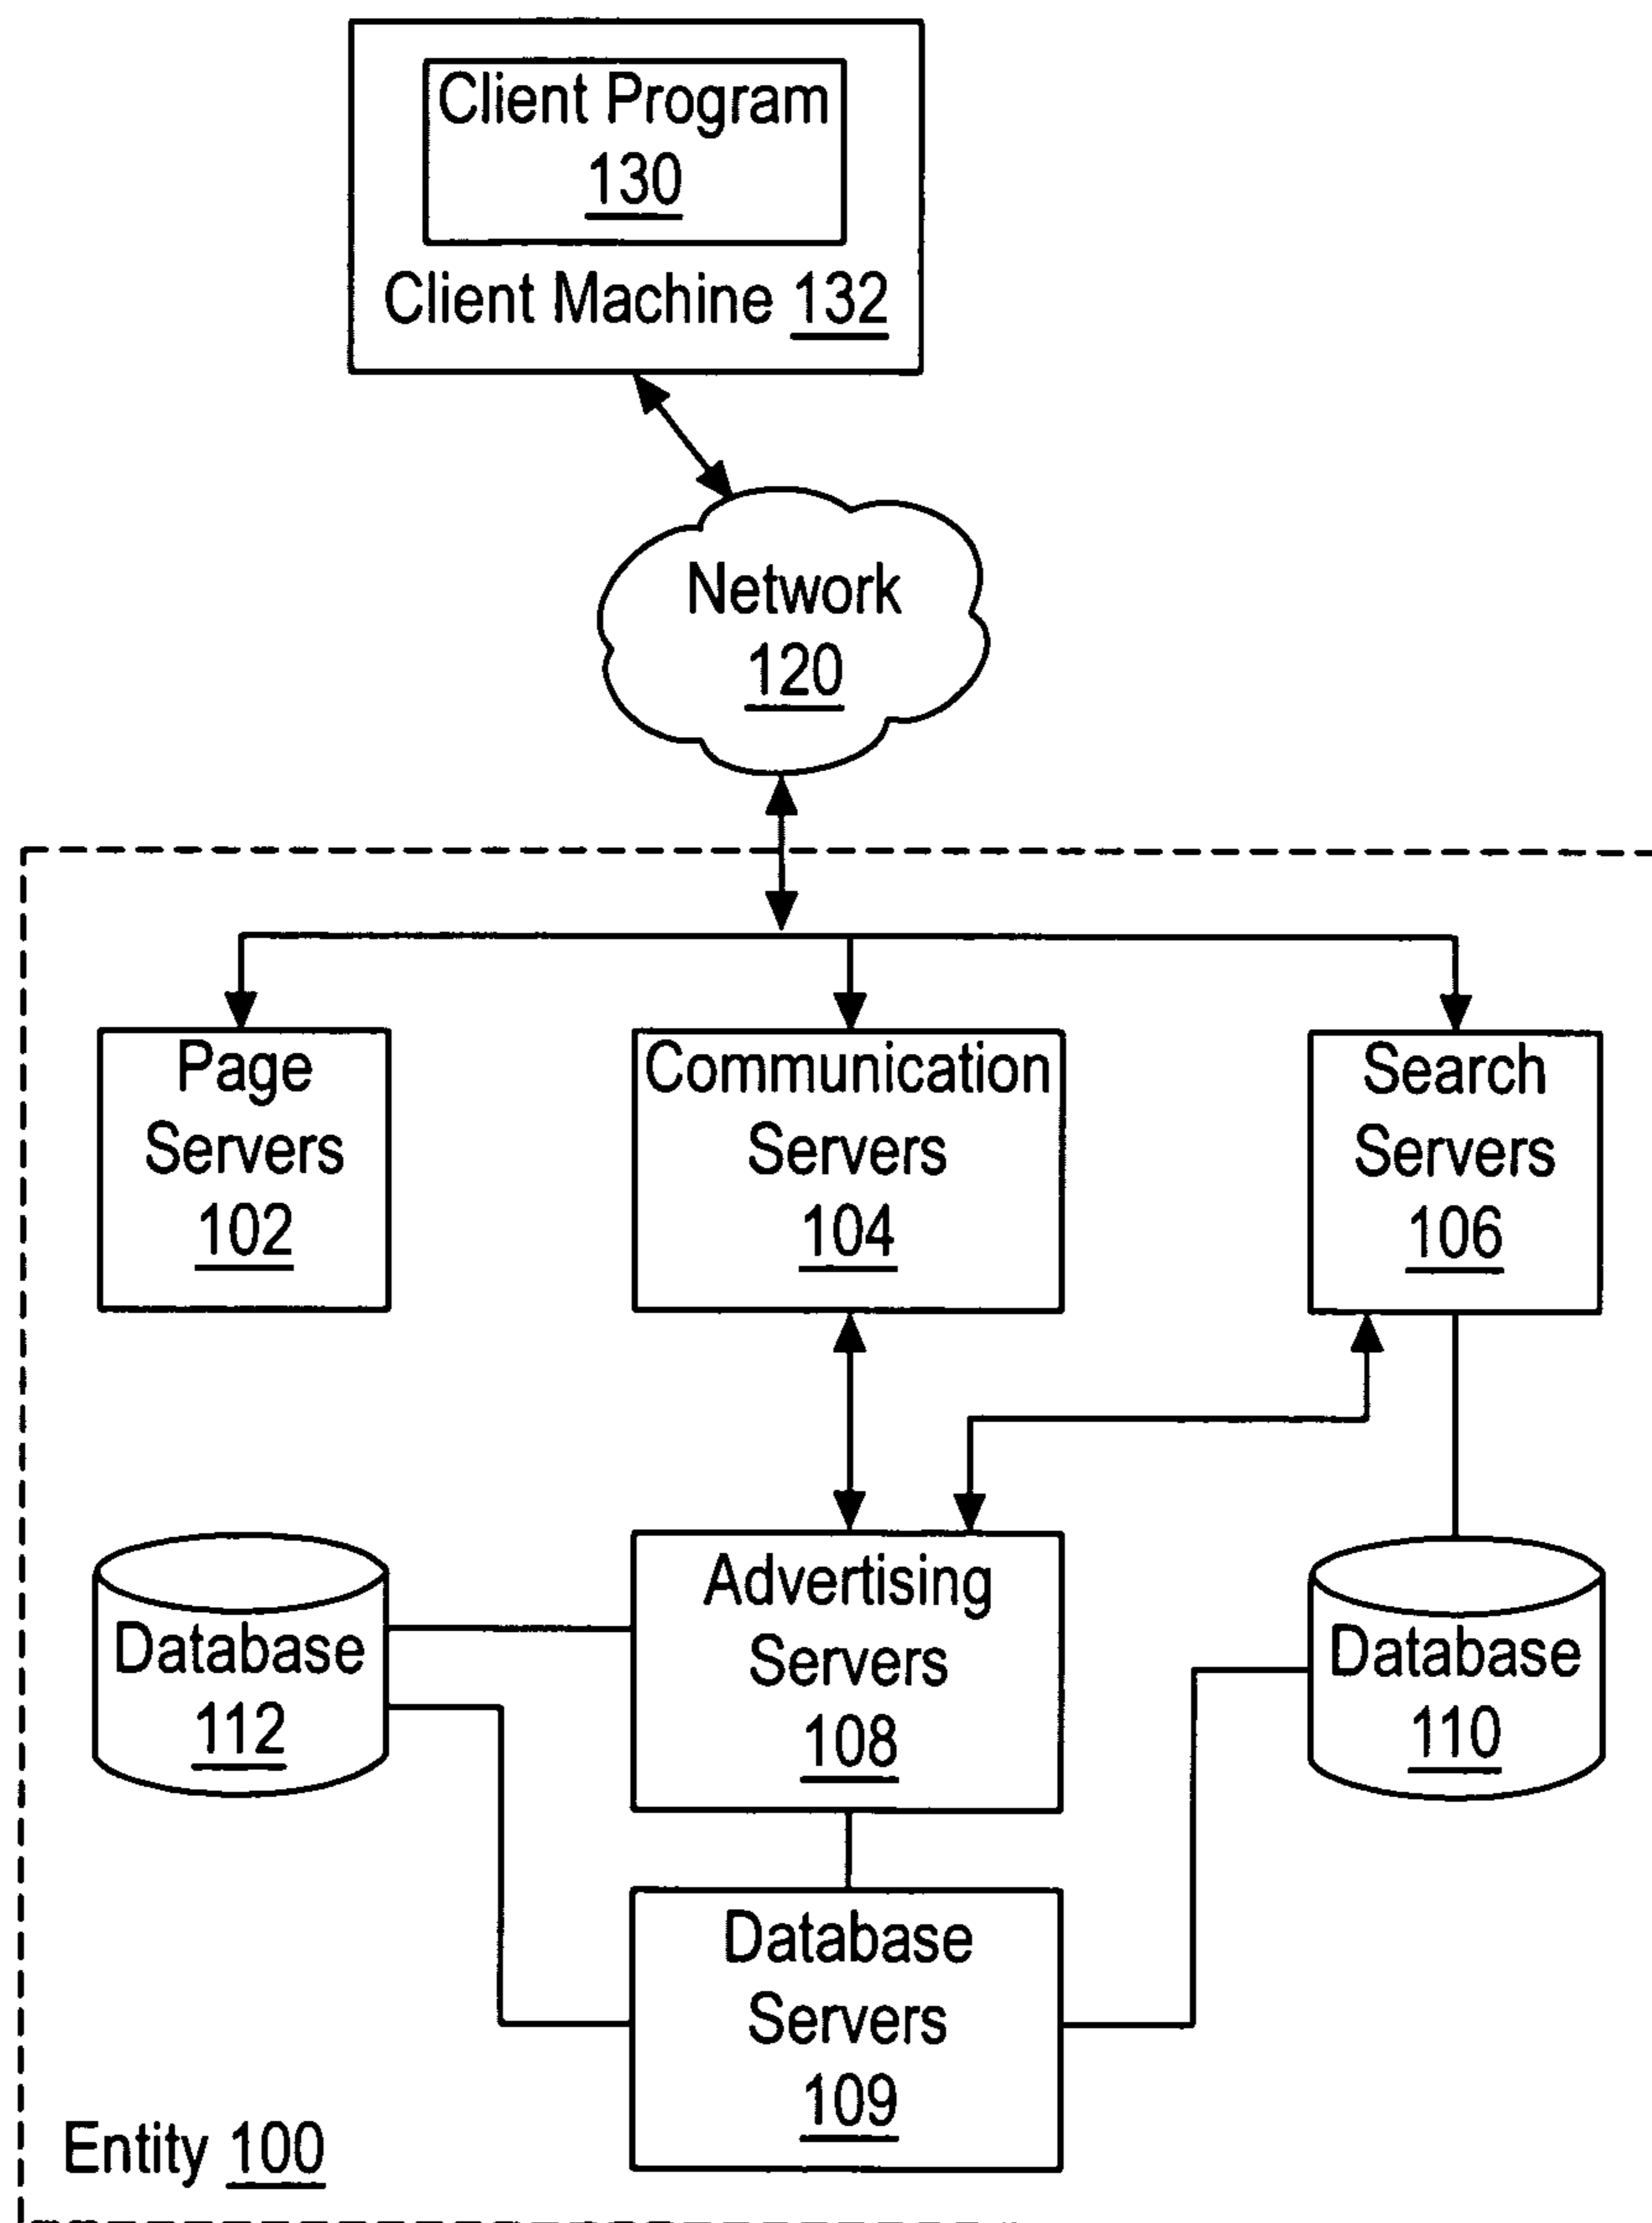 Client Program
130
Client Machine 132
Network
120
Page
Servers
102
Communication
Servers
104
Search
Servers
106
Database
112
Advertising
Servers
108
Database
110
Database
Servers
109
Entity 100